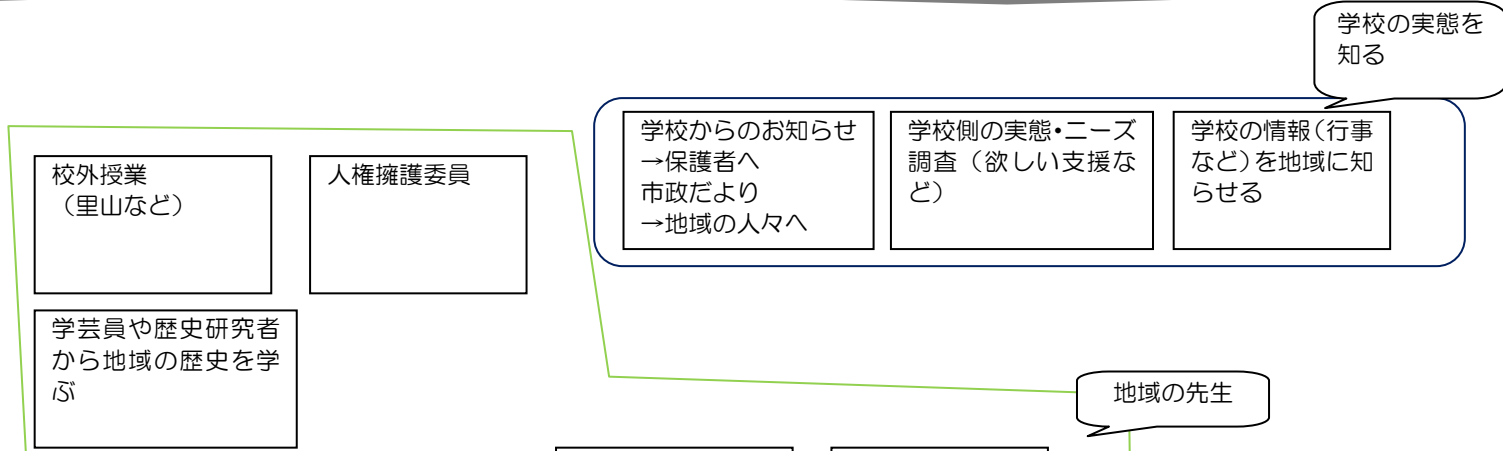 学校の実態を
知る
学校からのお知らせ
→保護者へ
市政だより
→地域の人々へ
学校側の実態・ニーズ
調査（欲しい支援な
ど）
学校の情報（行事
など）を地域に知
らせる
校外授業
（里山など）
人権擁護委員
学芸員や歴史研究者
から地域の歴史を学
ぶ
地域の先生